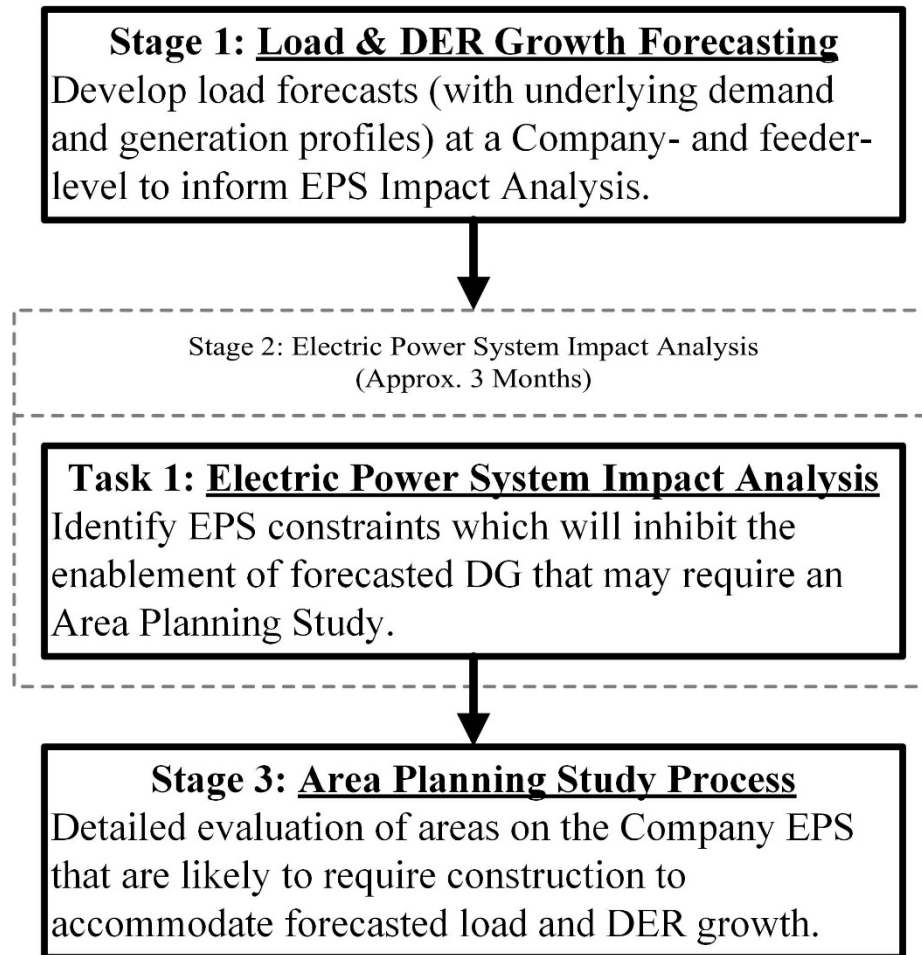 Stage 1: Load & DER Growth Forecasting
Develop load forecasts (with underlying demand
and generation profiles) at a Company- and feeder-
level to inform EPS Impact Analysis.
Stage 2: Electric Power System Impact Analysis
(Approx. 3 Months)
Task 1: Electric Power System Impact Analysis
Identify EPS constraints which will inhibit the
enablement of forecasted DG that may require an
Area Planning Study.
Stage 3: Area Planning Study Process
Detailed evaluation of areas on the Company EPS
that are likely to require construction to
accommodate forecasted load and DER growth.